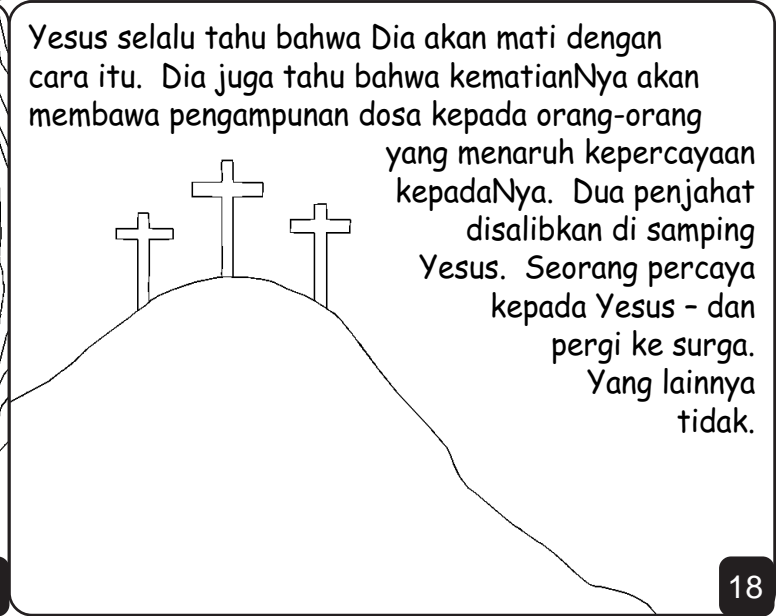 Yesus selalu tahu bahwa Dia akan mati dengan
cara itu. Dia juga tahu bahwa kematianNya akan
membawa pengampunan dosa kepada orang-orang
yang menaruh kepercayaan
kepadaNya. Dua penjahat
disalibkan di samping
Yesus. Seorang percaya
kepada Yesus – dan
pergi ke surga.
Yang lainnya
tidak.
18